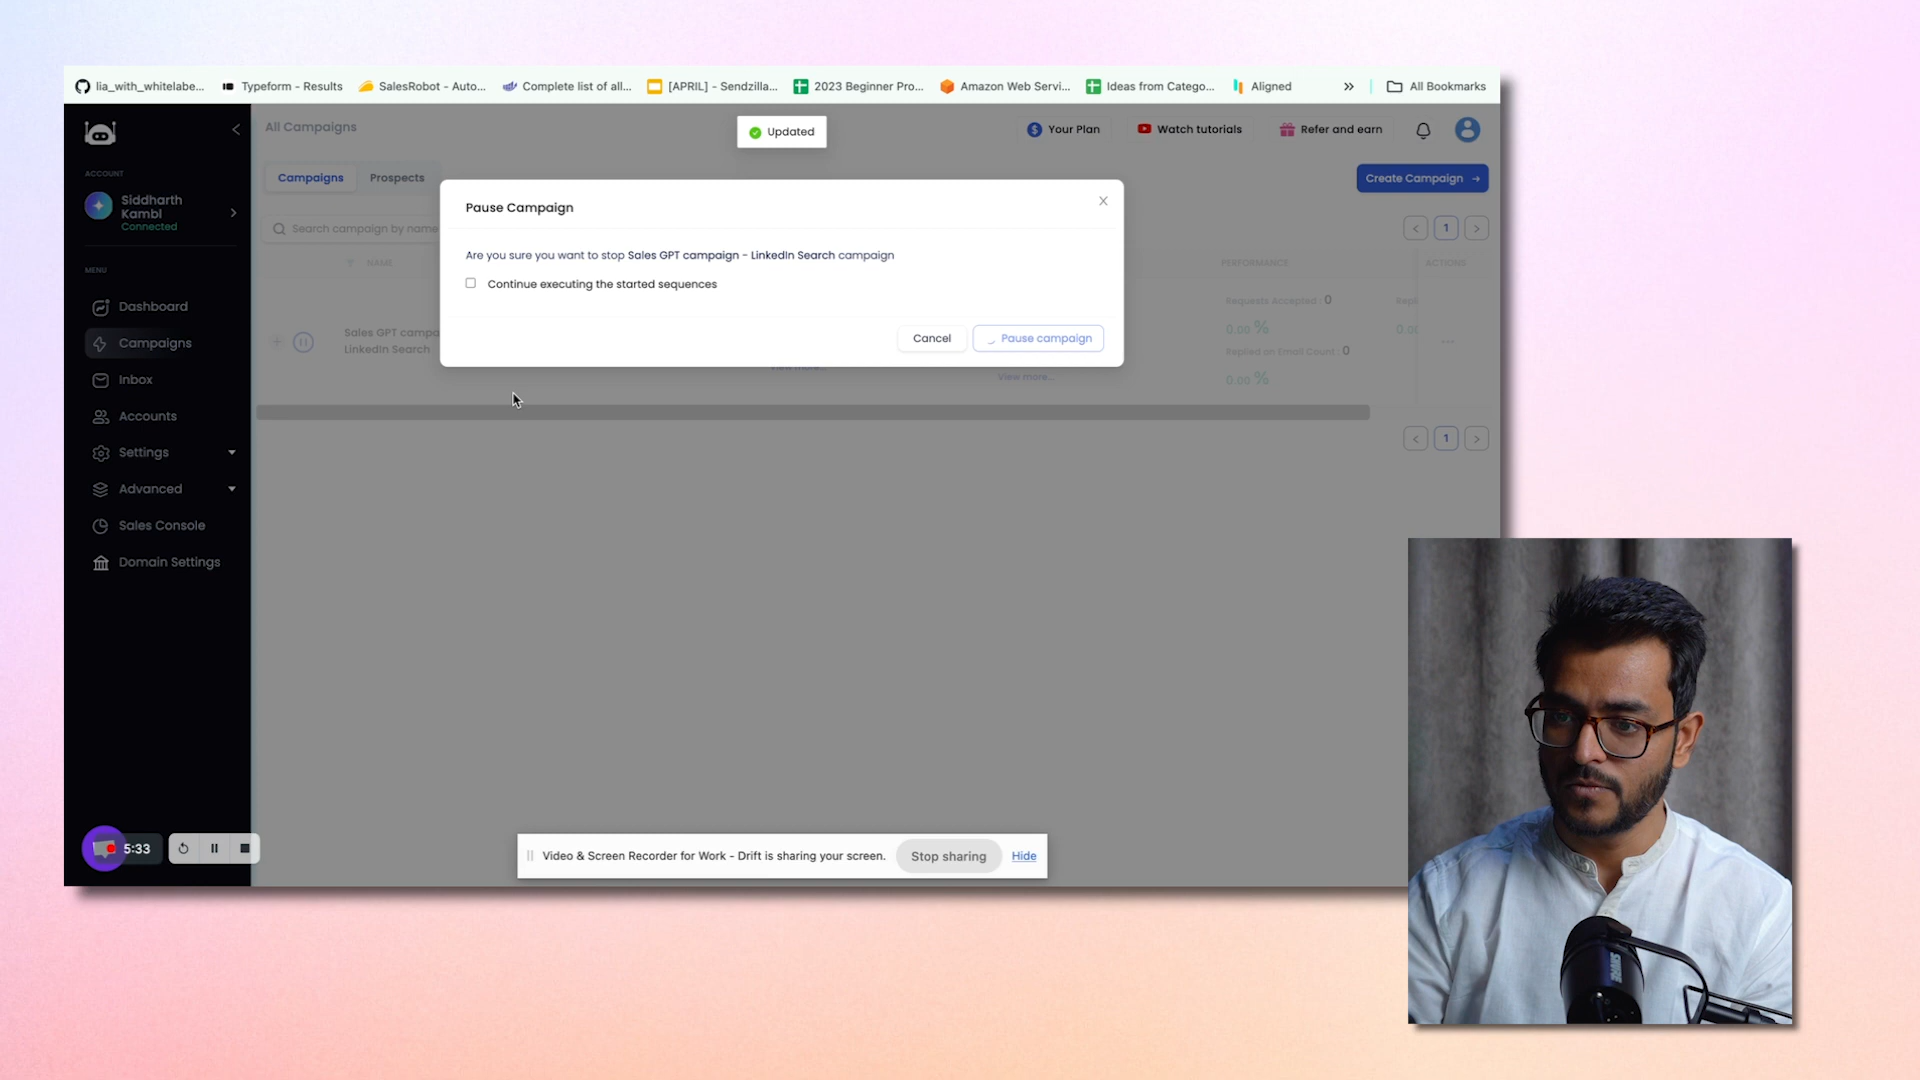 lia_with_whitelabe...
Typeform - Results
SalesRobot - Auto...
Complete list of all...
[APRIL] - Sendzilla...
2023 Beginner Pro...
Amazon Web Servi...
Ideas from Catego...
Aligned
All Bookmarks
All Campaigns
Updated
Your Plan
Watch tutorials
Refer and earn
ACCOUNT
Siddharth
Kambl
Connected
Campaigns
Prospects
Create Campaign →
Pause Campaign
Search campaign by name
< 1 >
Are you sure you want to stop Sales GPT campaign - LinkedIn Search campaign
Continue executing the started sequences
Cancel
Pause campaign
NAME
PERFORMANCE
ACTIONS
Sales GPT campa
LinkedIn Search
View more...
View more...
Requests Accepted : 0
Repl
0.00 %
0.00
Replied on Email Count : 0
0.00 %
< 1 >
MENU
Dashboard
Campaigns
Inbox
Accounts
Settings
Advanced
Sales Console
Domain Settings
5:33
Video & Screen Recorder for Work - Drift is sharing your screen.
Stop sharing
Hide
SHURE